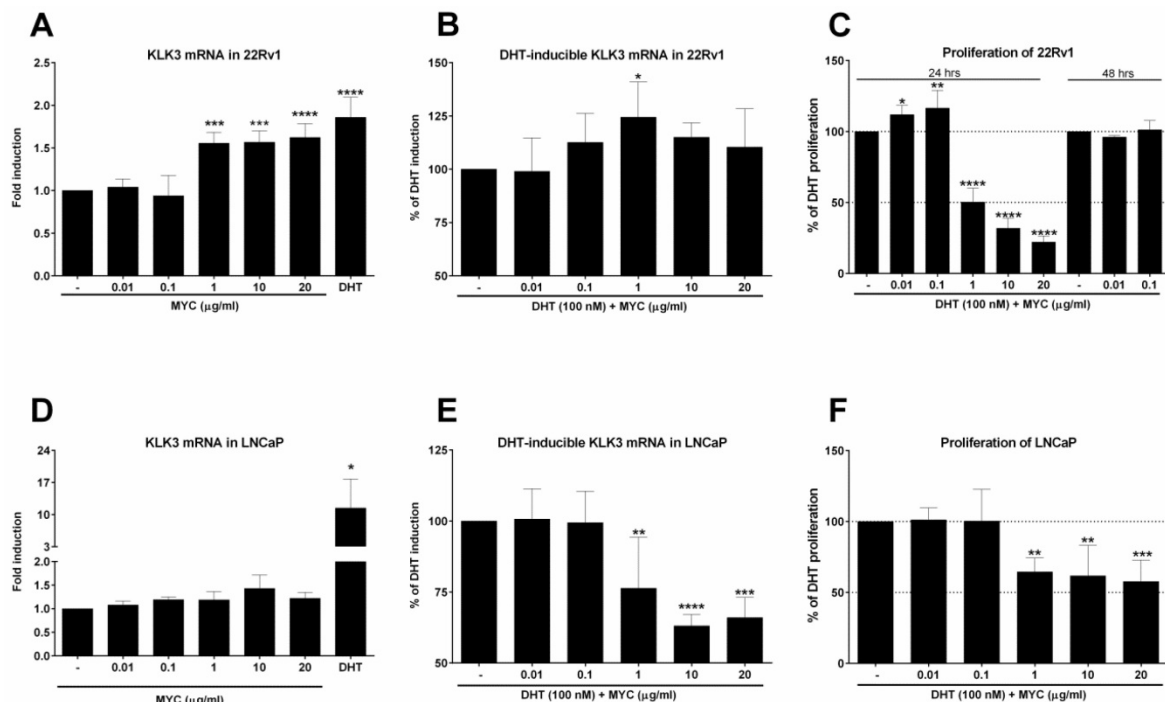 A
KLK3 mRNA in 22Rv1
Fold induction
2.5
2.0
1.5
1.0
0.5
0.0
*** *** **** ****
- 0.01 0.1 1 10 20 DHT
MYC (µg/ml)
B
DHT-inducible KLK3 mRNA in 22Rv1
% of DHT induction
150
125
100
75
50
*
- 0.01 0.1 1 10 20
DHT (100 nM) + MYC (µg/ml)
C
Proliferation of 22Rv1
% of DHT proliferation
150
100
50
0
24 hrs 48 hrs
* ** **** **** ****
- 0.01 0.1 1 10 20 - 0.01 0.1
DHT (100 nM) + MYC (µg/ml)
D
KLK3 mRNA in LNCaP
Fold induction
24
17
10
3
2.0
1.5
1.0
0.5
0.0
*
- 0.01 0.1 1 10 20 DHT
MYC (µg/ml)
E
DHT-inducible KLK3 mRNA in LNCaP
% of DHT induction
125
100
75
50
** **** ***
- 0.01 0.1 1 10 20
DHT (100 nM) + MYC (µg/ml)
F
Proliferation of LNCaP
% of DHT proliferation
150
100
50
0
** ** ***
- 0.01 0.1 1 10 20
DHT (100 nM) + MYC (µg/ml)